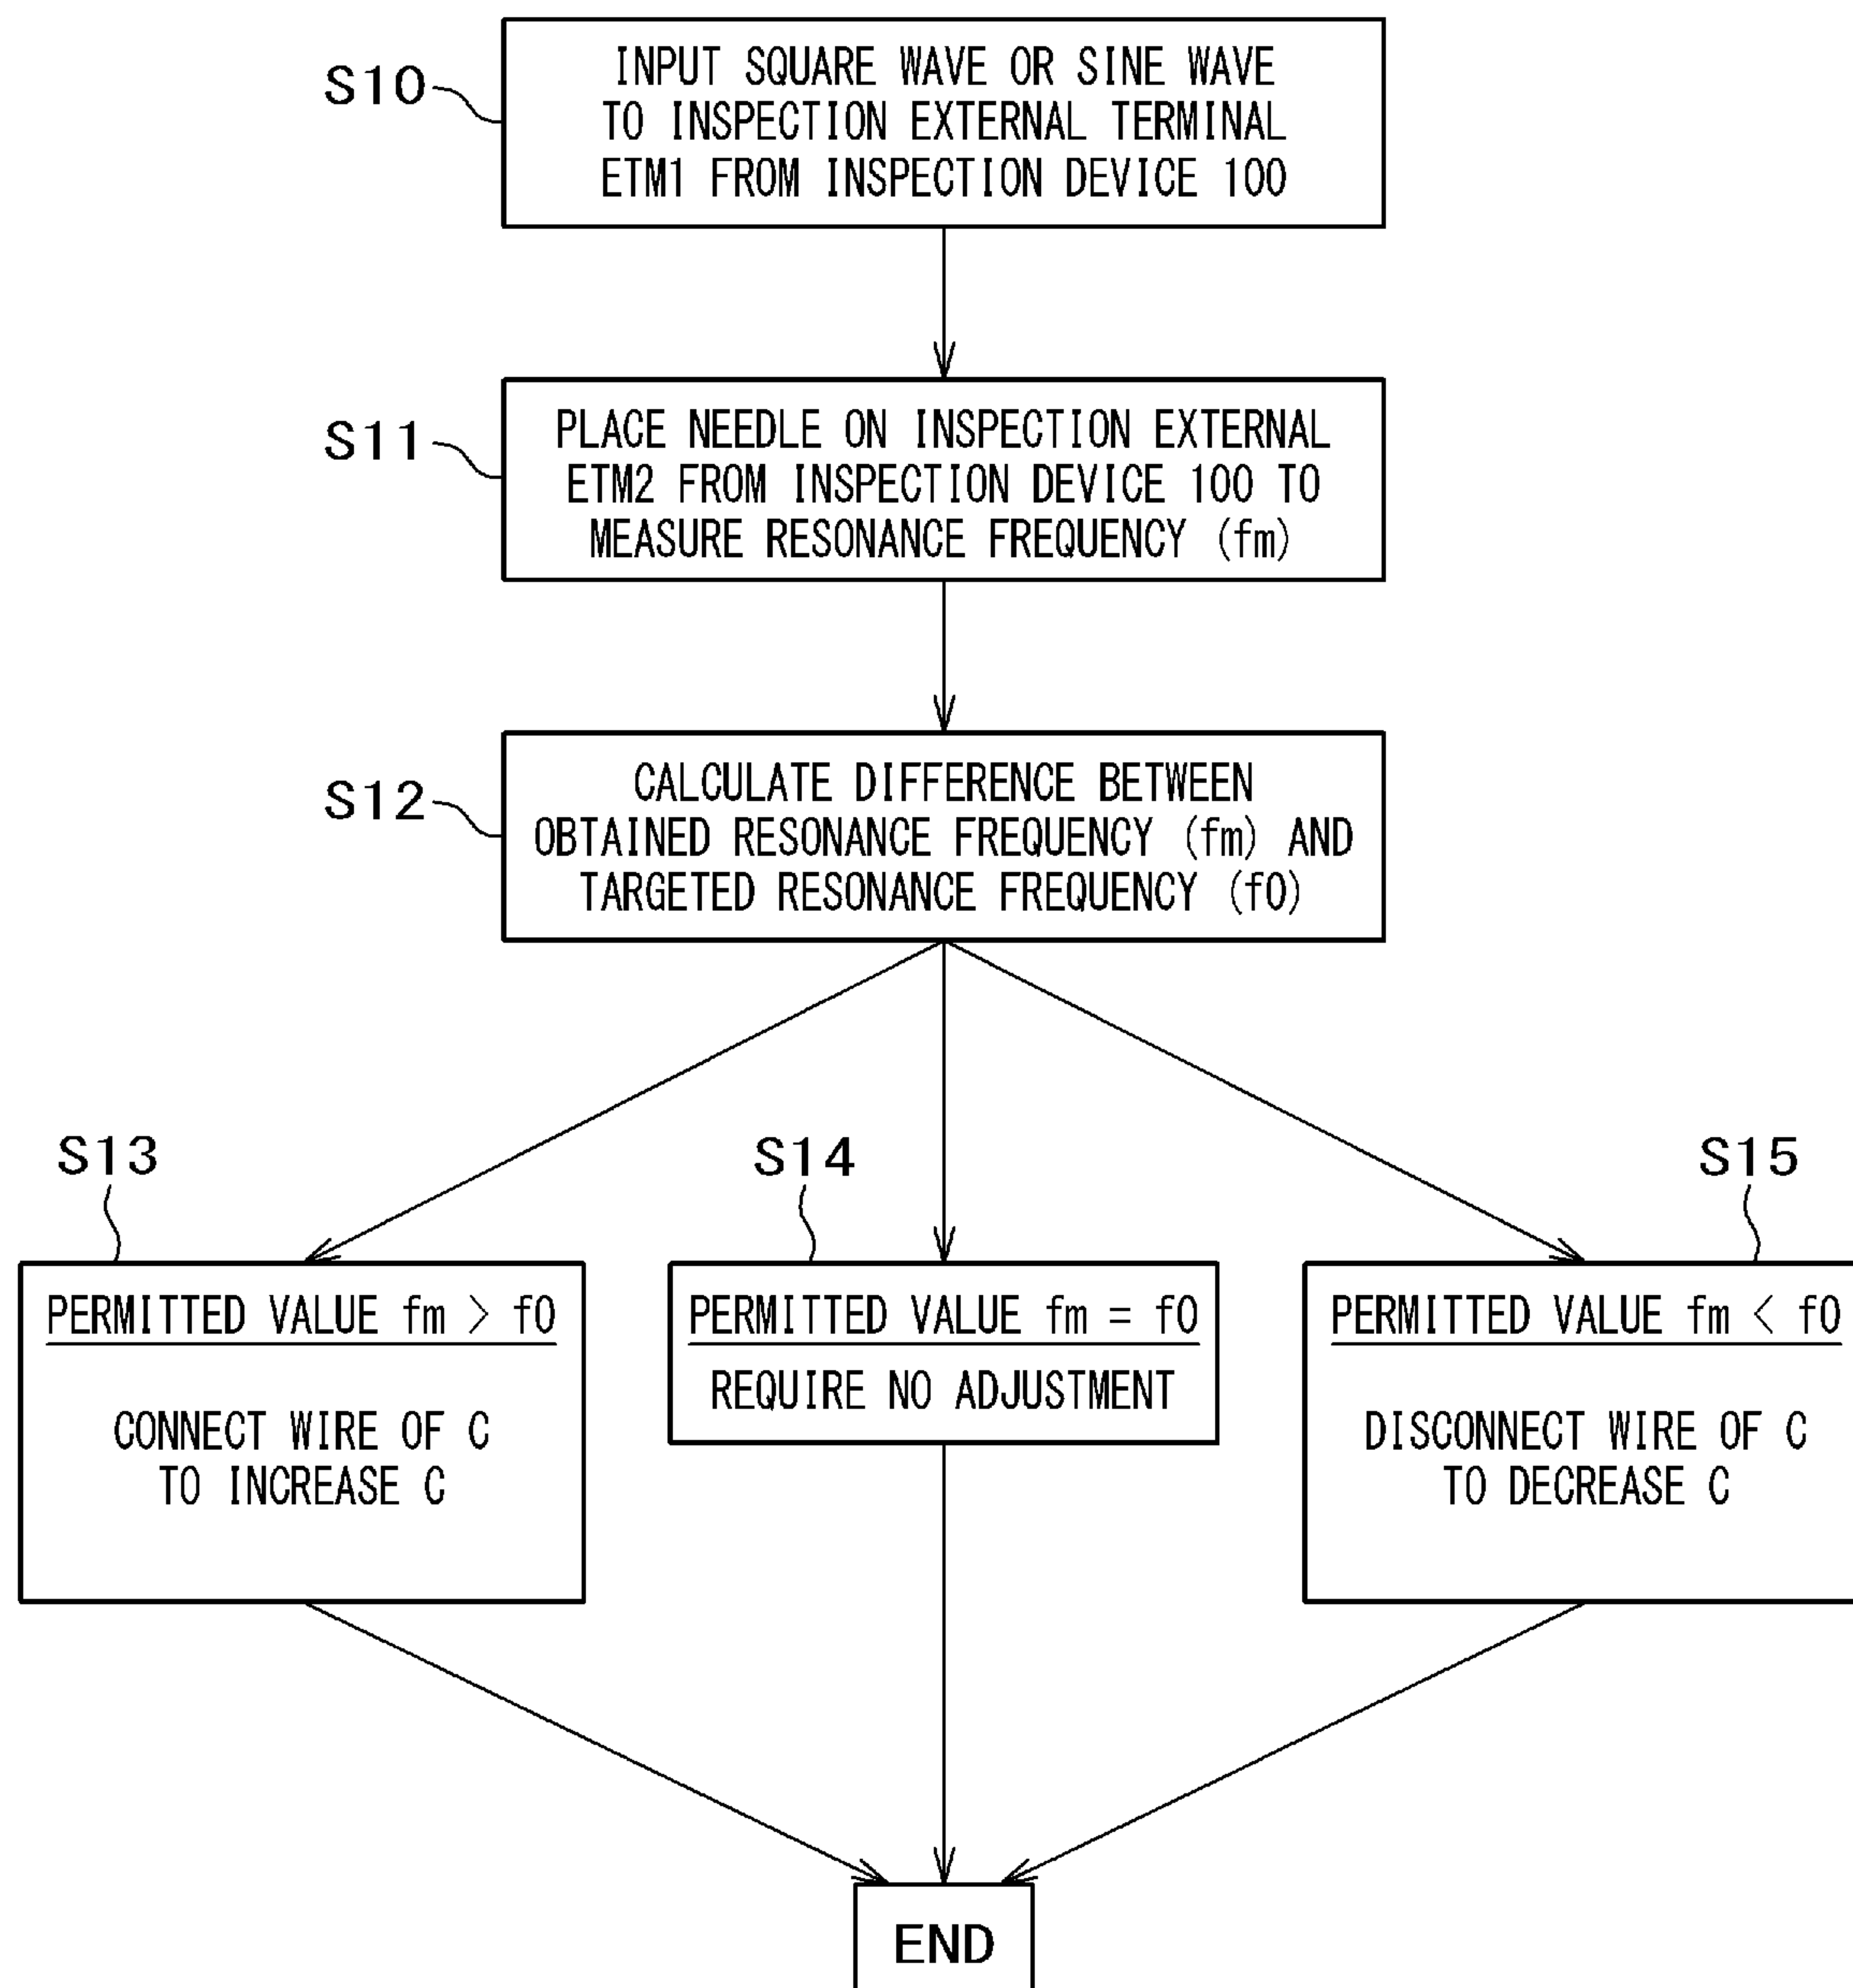 S10
INPUT SQUARE WAVE OR SINE WAVE
TO INSPECTION EXTERNAL TERMINAL
ETM1 FROM INSPECTION DEVICE 100
S11
PLACE NEEDLE ON INSPECTION EXTERNAL
ETM2 FROM INSPECTION DEVICE 100 TO
MEASURE RESONANCE FREQUENCY (fm)
S12
CALCULATE DIFFERENCE BETWEEN
OBTAINED RESONANCE FREQUENCY (fm) AND
TARGETED RESONANCE FREQUENCY (f0)
S13
PERMITTED VALUE fm > f0
CONNECT WIRE OF C
TO INCREASE C
S14
PERMITTED VALUE fm = f0
REQUIRE NO ADJUSTMENT
S15
PERMITTED VALUE fm < f0
DISCONNECT WIRE OF C
TO DECREASE C
END